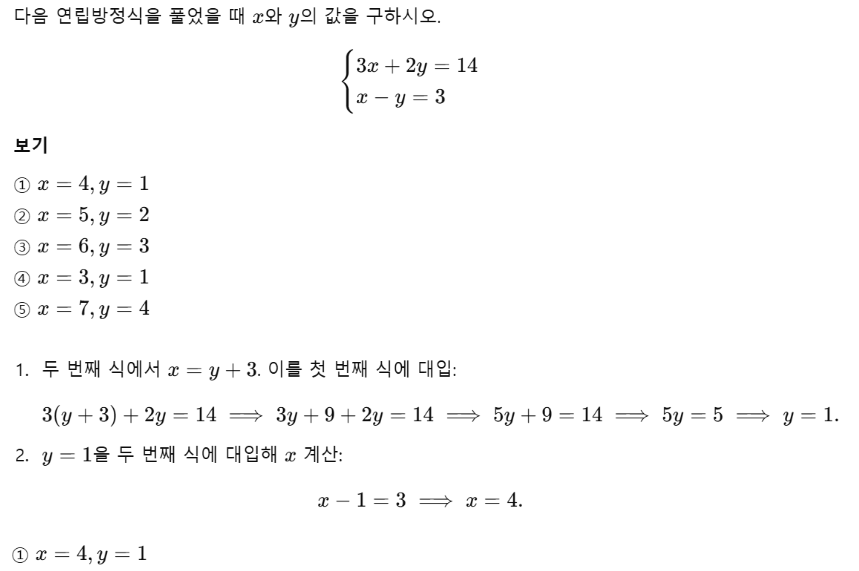 다음 연립방정식을 풀었을 때 x와 y의 값을 구하시오.
{3x + 2y = 14
x − y = 3
보기
① x = 4, y = 1
② x = 5, y = 2
③ x = 6, y = 3
④ x = 3, y = 1
⑤ x = 7, y = 4
1. 두 번째 식에서 x = y + 3. 이를 첫 번째 식에 대입:
3(y + 3) + 2y = 14 ⟹ 3y + 9 + 2y = 14 ⟹ 5y + 9 = 14 ⟹ 5y = 5 ⟹ y = 1.
2. y = 1을 두 번째 식에 대입해 x 계산:
x − 1 = 3 ⟹ x = 4.
① x = 4, y = 1